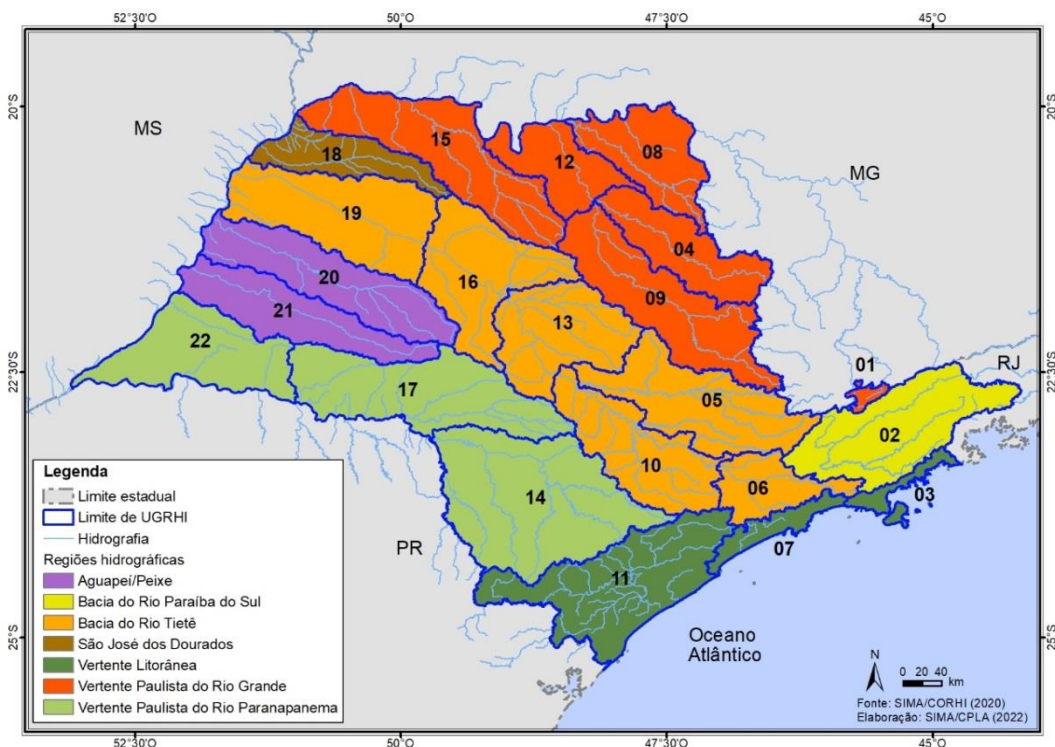 52°30'O 50°O 47°30'O 45°O
20°S 20°S
22°30'S 22°30'S
25°S 25°S
MS
MG
RJ
PR
15
18
12
08
19
04
16
09
20
13
21
22
01
17
05
02
10
06
14
03
07
11
Oceano
Atlântico
Legenda
Limite estadual
Limite de UGRHI
Hidrografia
Regiões hidrográficas
Aguapeí/Peixe
Bacia do Rio Paraíba do Sul
Bacia do Rio Tietê
São José dos Dourados
Vertente Litorânea
Vertente Paulista do Rio Grande
Vertente Paulista do Rio Paranapanema
N
0 20 40
km
Fonte: SIMA/CORHI (2020)
Elaboração: SIMA/CPLA (2022)
52°30'O 50°O 47°30'O 45°O